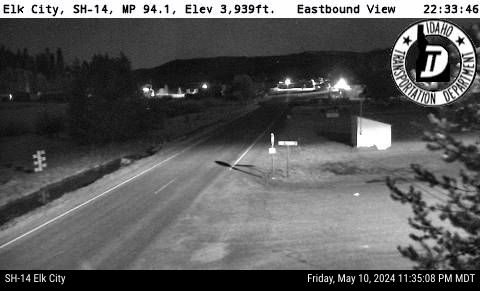 Elk City, SH-14, MP 94.1, Elev 3,939ft.   Eastbound View   22:33:46
IDAHO
TRANSPORTATION DEPARTMENT
SH-14 Elk City
Friday, May 10, 2024 11:35:08 PM MDT